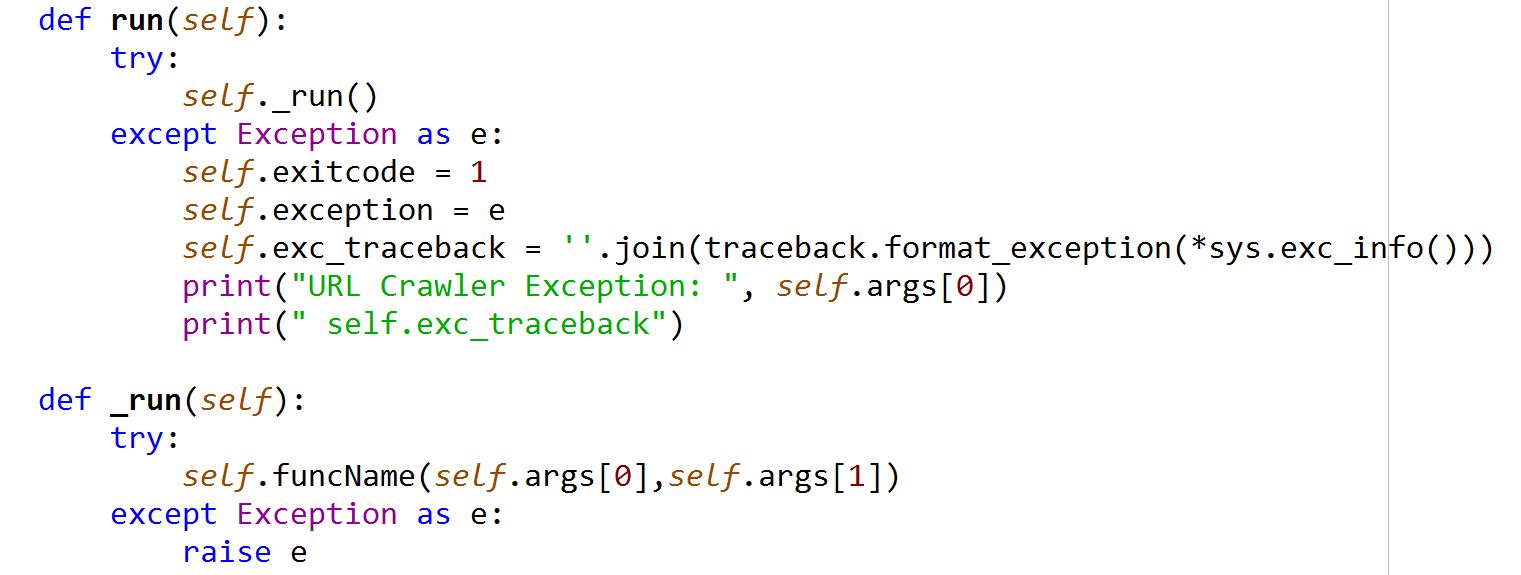 def run(self):
    try:
        self._run()
    except Exception as e:
        self.exitcode = 1
        self.exception = e
        self.exc_traceback = ''.join(traceback.format_exception(*sys.exc_info()))
        print("URL Crawler Exception: ", self.args[0])
        print(" self.exc_traceback")

def _run(self):
    try:
        self.funcName(self.args[0],self.args[1])
    except Exception as e:
        raise e